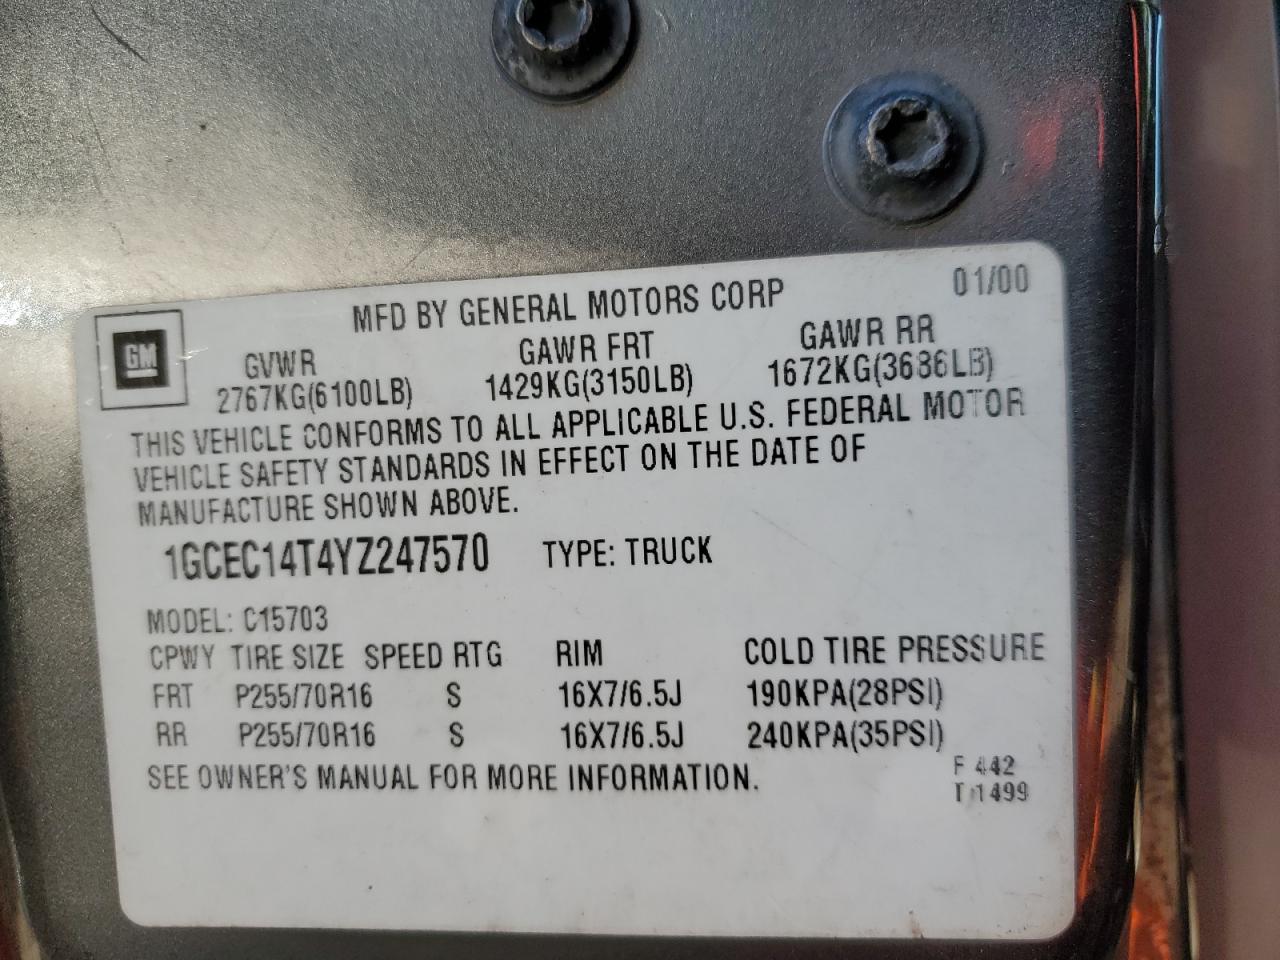 01/00
MFD BY GENERAL MOTORS CORP
GM
GVWR GAWR FRT GAWR RR
2767KG(6100LB) 1429KG(3150LB) 1672KG(3686LB)
THIS VEHICLE CONFORMS TO ALL APPLICABLE U.S. FEDERAL MOTOR
VEHICLE SAFETY STANDARDS IN EFFECT ON THE DATE OF
MANUFACTURE SHOWN ABOVE.
1GCEC14T4YZ247570 TYPE: TRUCK
MODEL: C15703
CPWY TIRE SIZE SPEED RTG RIM COLD TIRE PRESSURE
FRT P255/70R16 S 16X7/6.5J 190KPA(28PSI)
RR P255/70R16 S 16X7/6.5J 240KPA(35PSI)
SEE OWNER'S MANUAL FOR MORE INFORMATION.
F 442
T 1499